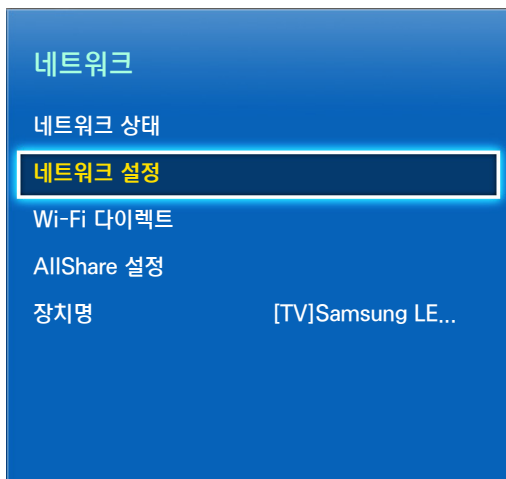 네트워크
네트워크 상태
네트워크 설정
Wi-Fi 다이렉트
AllShare 설정
장치명 [TV]Samsung LE...